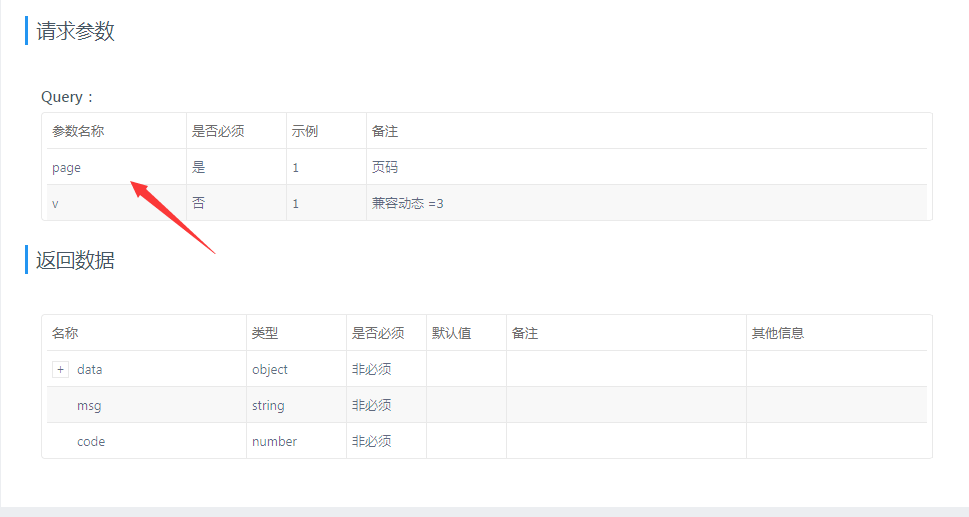 请求参数
Query：
参数名称 是否必须 示例 备注
page 是 1 页码
v 否 1 兼容动态 =3
返回数据
名称 类型 是否必须 默认值 备注 其他信息
+ data object 非必须
msg string 非必须
code number 非必须